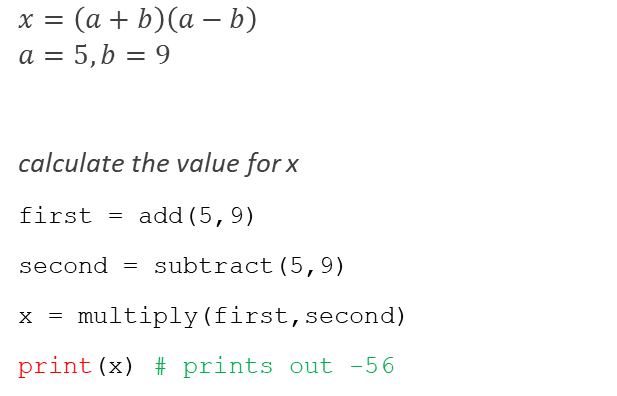 x = (a + b)(a − b)
a = 5, b = 9
calculate the value for x
first = add(5,9)
second = subtract(5,9)
x = multiply(first,second)
print(x) # prints out -56